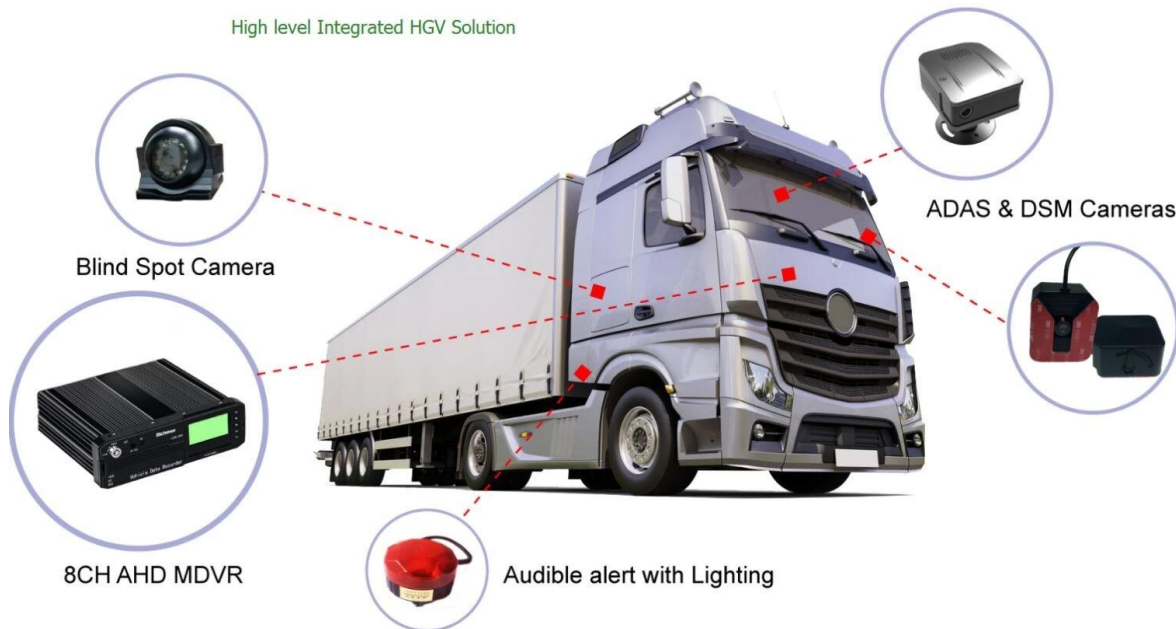 High level Integrated HGV Solution
ADAS & DSM Cameras
Blind Spot Camera
Vehicle Data Recorder
8CH AHD MDVR
Audible alert with Lighting